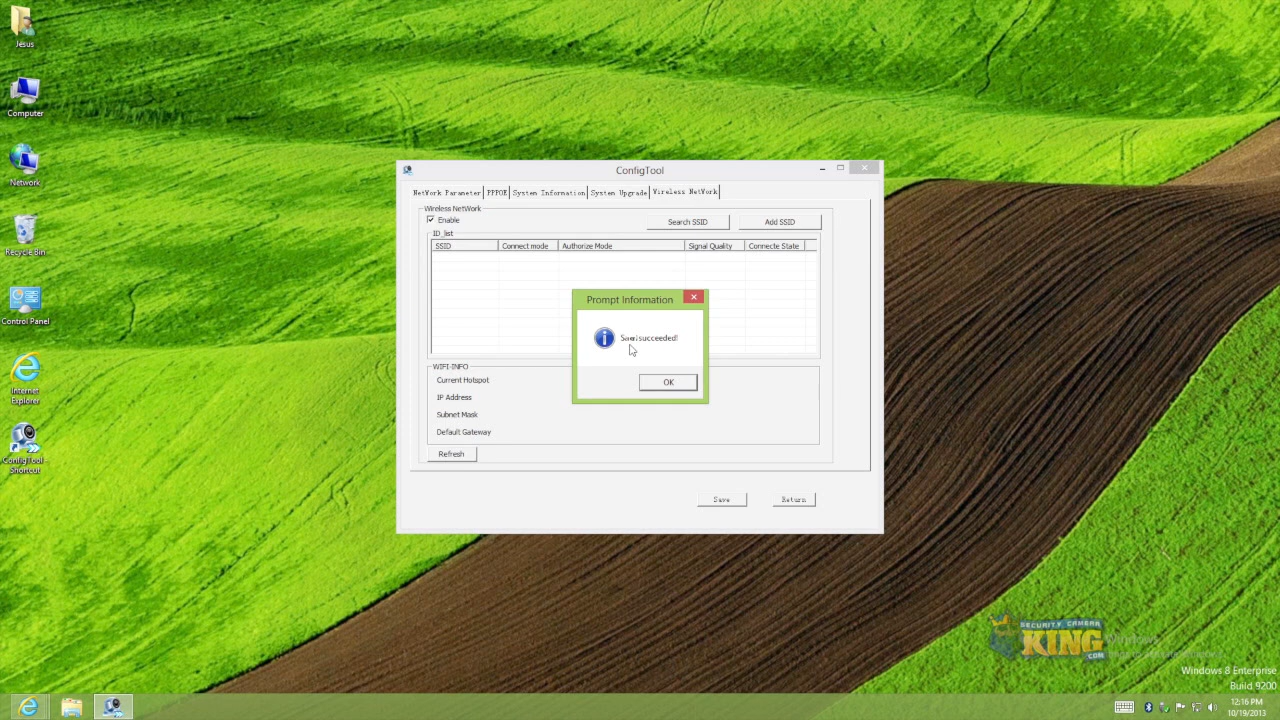 Jesus
Computer
Network
Recycle Bin
Control Panel
Internet
Explorer
ConfigTool -
Shortcut
ConfigTool
NetWork Parameter PPPOE System Information System Upgrade Wireless NetWork
Wireless NetWork
Enable
Search SSID
Add SSID
ID_list
SSID Connect mode Authorize Mode Signal Quality Connecte State
Prompt Information
succeeded!
OK
WIFI-INFO
Current Hotspot
IP Address
Subnet Mask
Default Gateway
Refresh
Save
Return
SECURITY CAMERA
KING
.COM
Windows
Windows 8 Enterprise
Build 9200
12:16 PM
10/19/2013